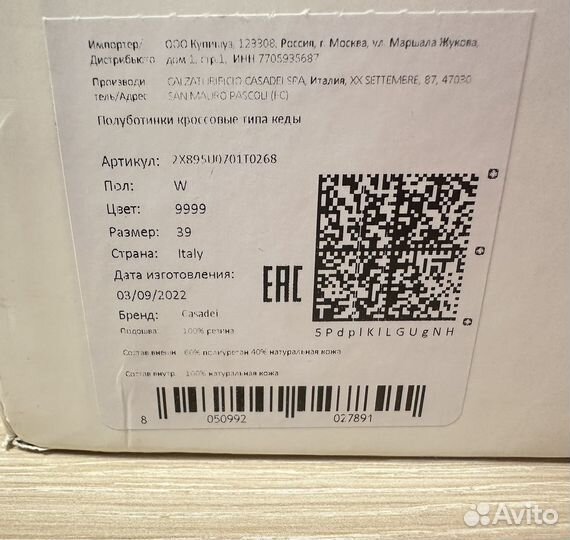 Импортер/ ООО Купишуз, 123308, Россия, г. Москва, ул. Маршала Жукова,
Дистрибьюто дом 1, стр.1, ИНН 7705935687
Производи CALZATURIFICIO CASADEI SPA, Италия, XX SETTEMERE, 87, 47030
тель/Адрес SAN MAURO PASCOLI (FC)
Полуботинки кроссовые типа кеды
Артикул: 2X895U0701T0268
Пол: W
Цвет: 9999
Размер: 39
Страна: Italy
Дата изготовления:
03/09/2022
Бренд: Casadei
Подошва 100% резина
Состав внешн 60% полиуретан 40% натуральная кожа
Состав внутр. 100% натуральная кожа
EAC
5PdpIKILGUgNH
8 050992 027891
Avito